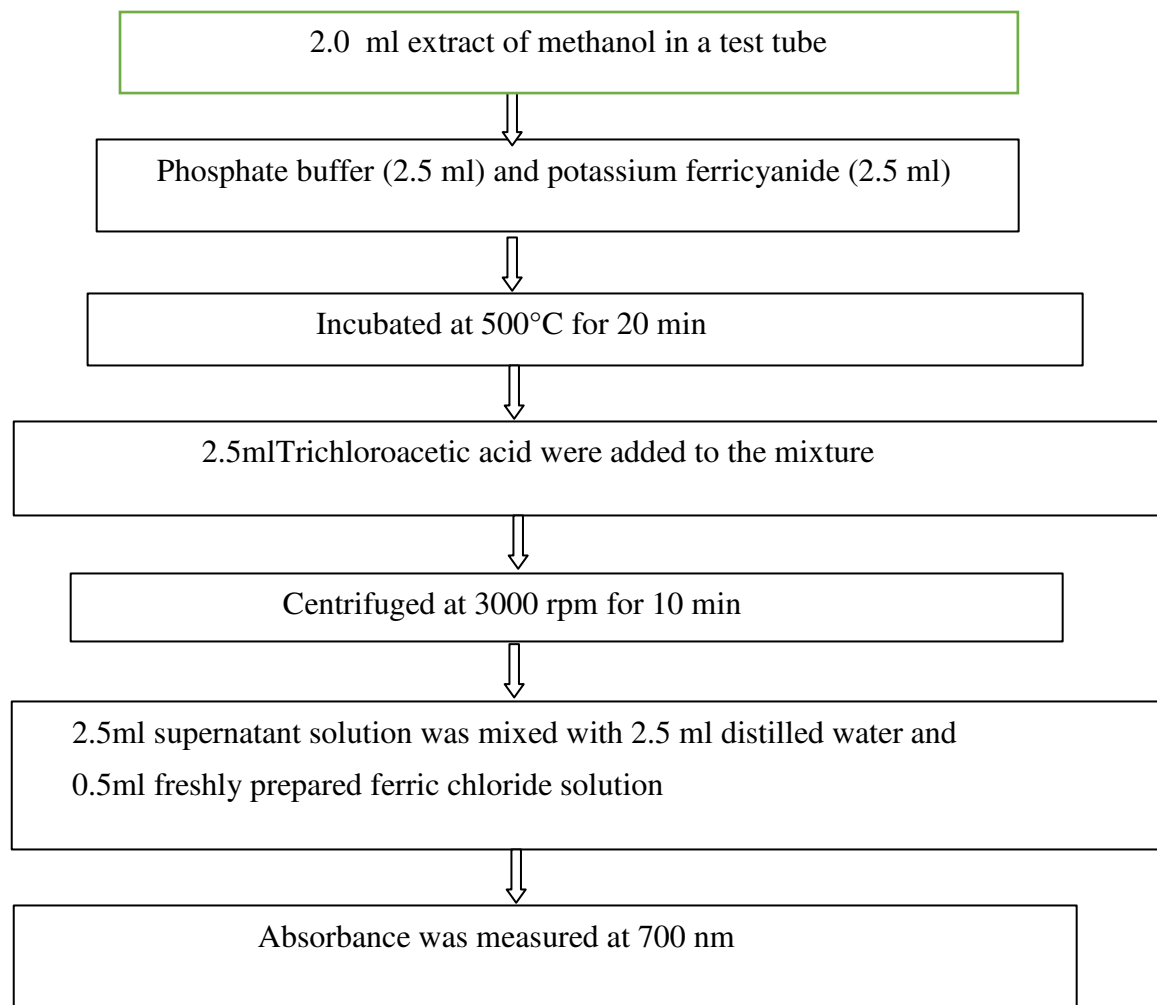 2.0  ml extract of methanol in a test tube
Phosphate buffer (2.5 ml) and potassium ferricyanide (2.5 ml)
Incubated at 500°C for 20 min
2.5mlTrichloroacetic acid were added to the mixture
Centrifuged at 3000 rpm for 10 min
2.5ml supernatant solution was mixed with 2.5 ml distilled water and
0.5ml freshly prepared ferric chloride solution
Absorbance was measured at 700 nm